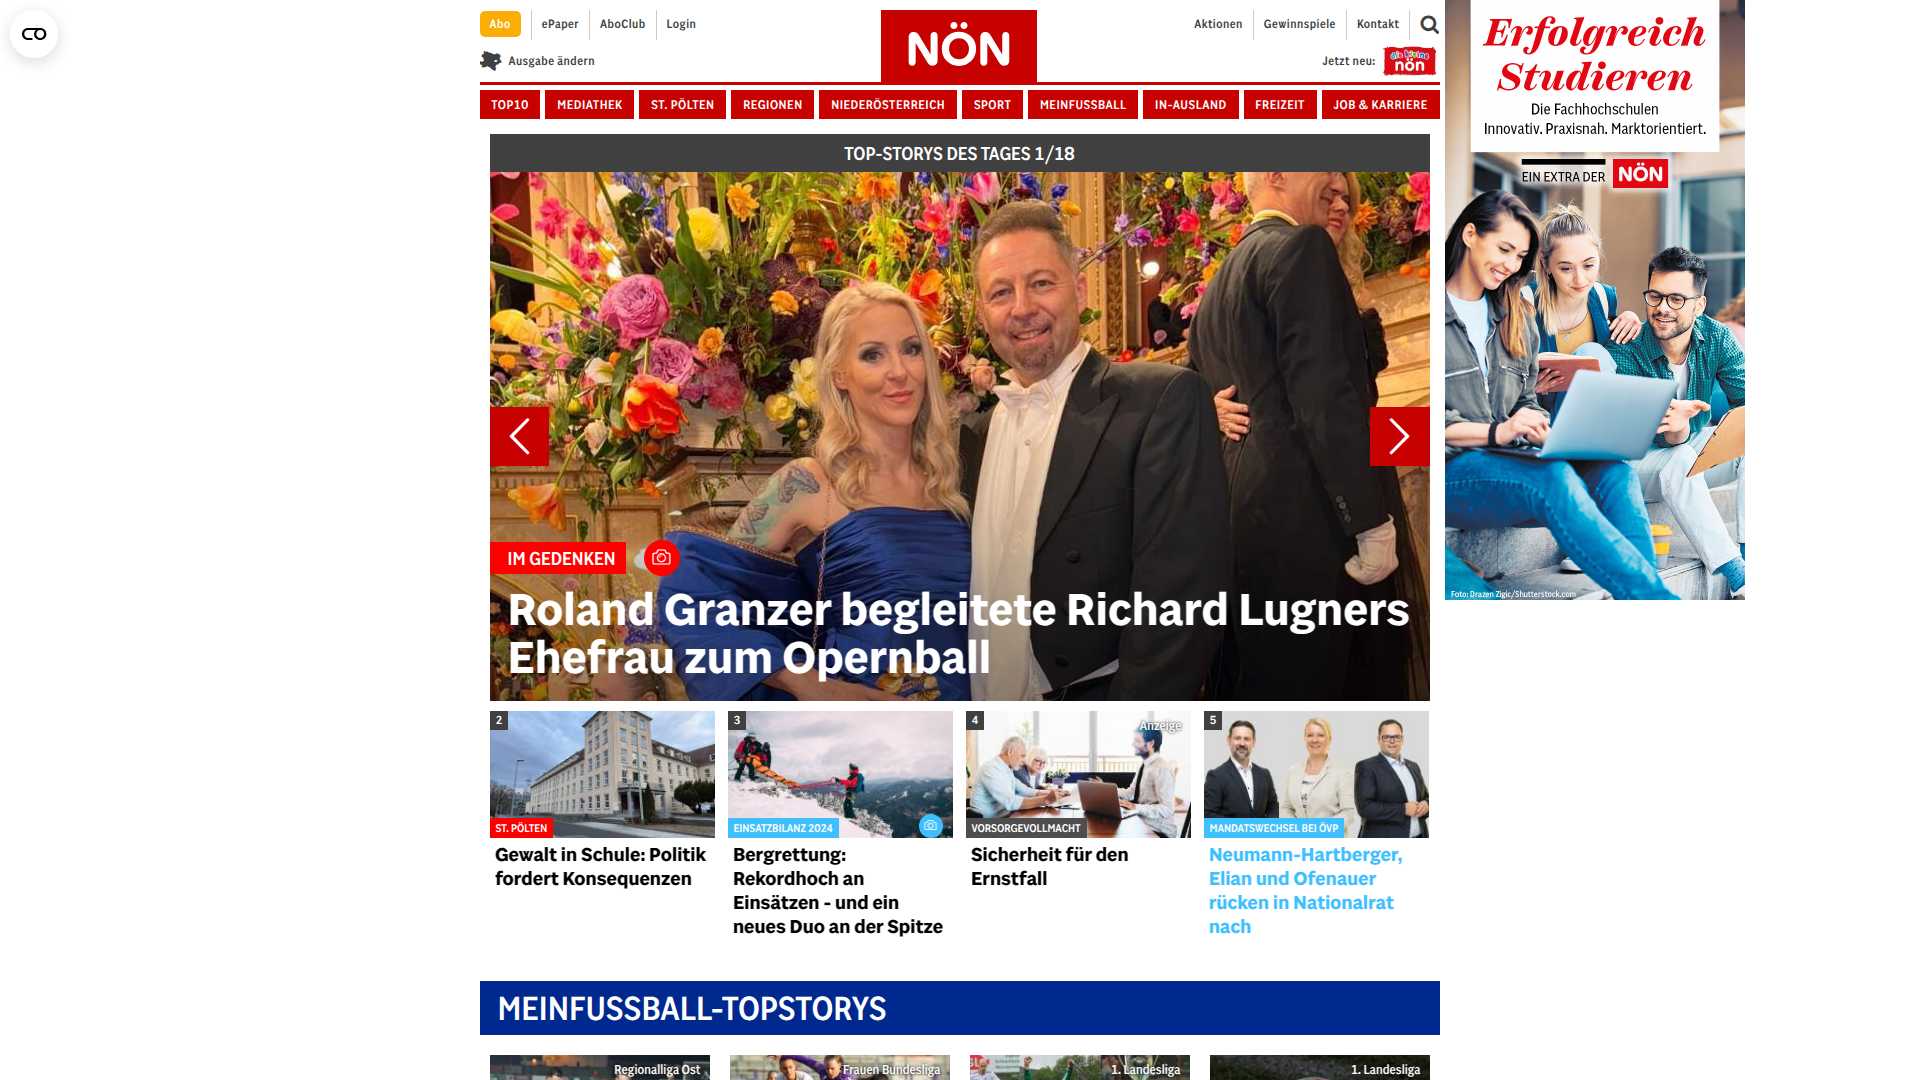 Abo
ePaper
AboClub
Login
NÖN
Aktionen
Gewinnspiele
Kontakt
Ausgabe ändern
Jetzt neu:
die kleine
nön
TOP10
MEDIATHEK
ST. PÖLTEN
REGIONEN
NIEDERÖSTERREICH
SPORT
MEINFUSSBALL
IN-AUSLAND
FREIZEIT
JOB & KARRIERE
Erfolgreich
Studieren
Die Fachhochschulen
Innovativ. Praxisnah. Marktorientiert.
EIN EXTRA DER NÖN
Foto: Drazen Zigic/Shutterstock.com
TOP-STORYS DES TAGES 1/18
IM GEDENKEN
Roland Granzer begleitete Richard Lugners
Ehefrau zum Opernball
2
ST. PÖLTEN
Gewalt in Schule: Politik
fordert Konsequenzen
3
EINSATZBILANZ 2024
Bergrettung:
Rekordhoch an
Einsätzen - und ein
neues Duo an der Spitze
4
Anzeige
VORSORGEVOLLMACHT
Sicherheit für den
Ernstfall
5
MANDATSWECHSEL BEI ÖVP
Neumann-Hartberger,
Elian und Ofenauer
rücken in Nationalrat
nach
MEINFUSSBALL-TOPSTORYS
Regionalliga Ost
Frauen Bundesliga
1. Landesliga
1. Landesliga